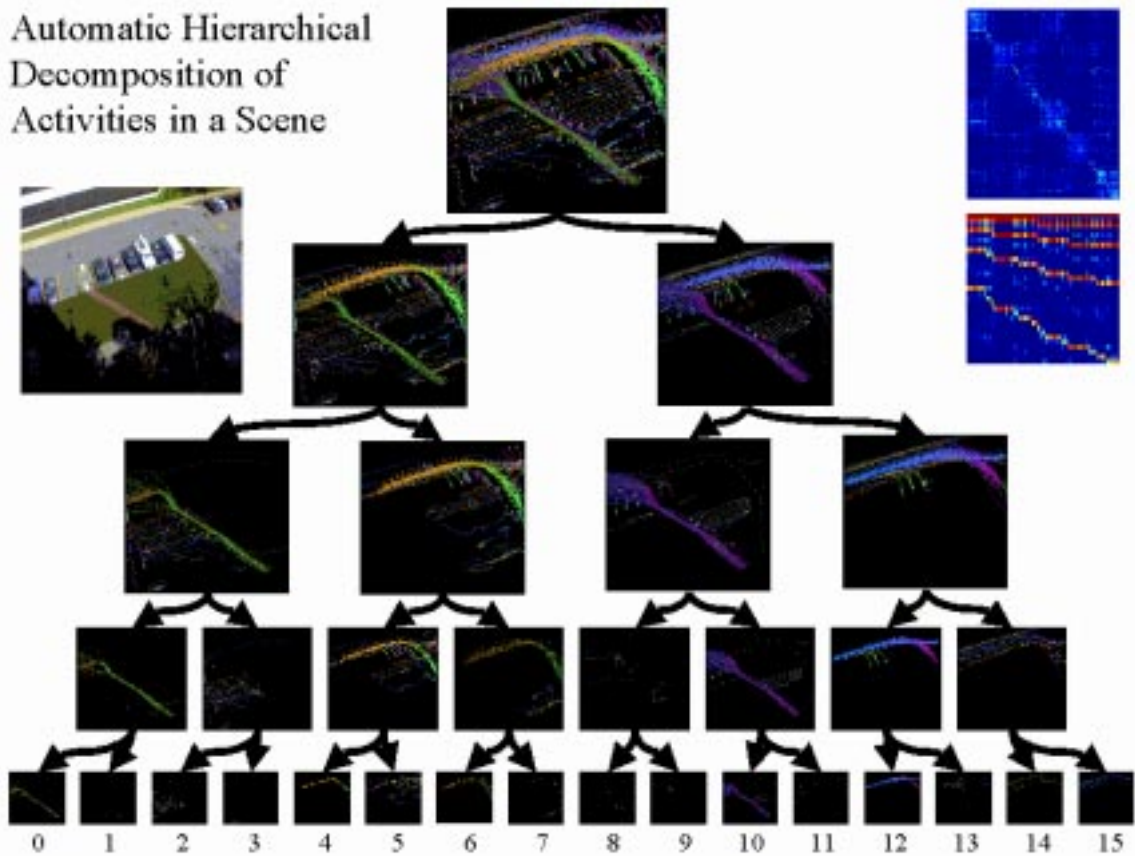 Automatic Hierarchical
Decomposition of
Activities in a Scene
0 1 2 3 4 5 6 7 8 9 10 11 12 13 14 15